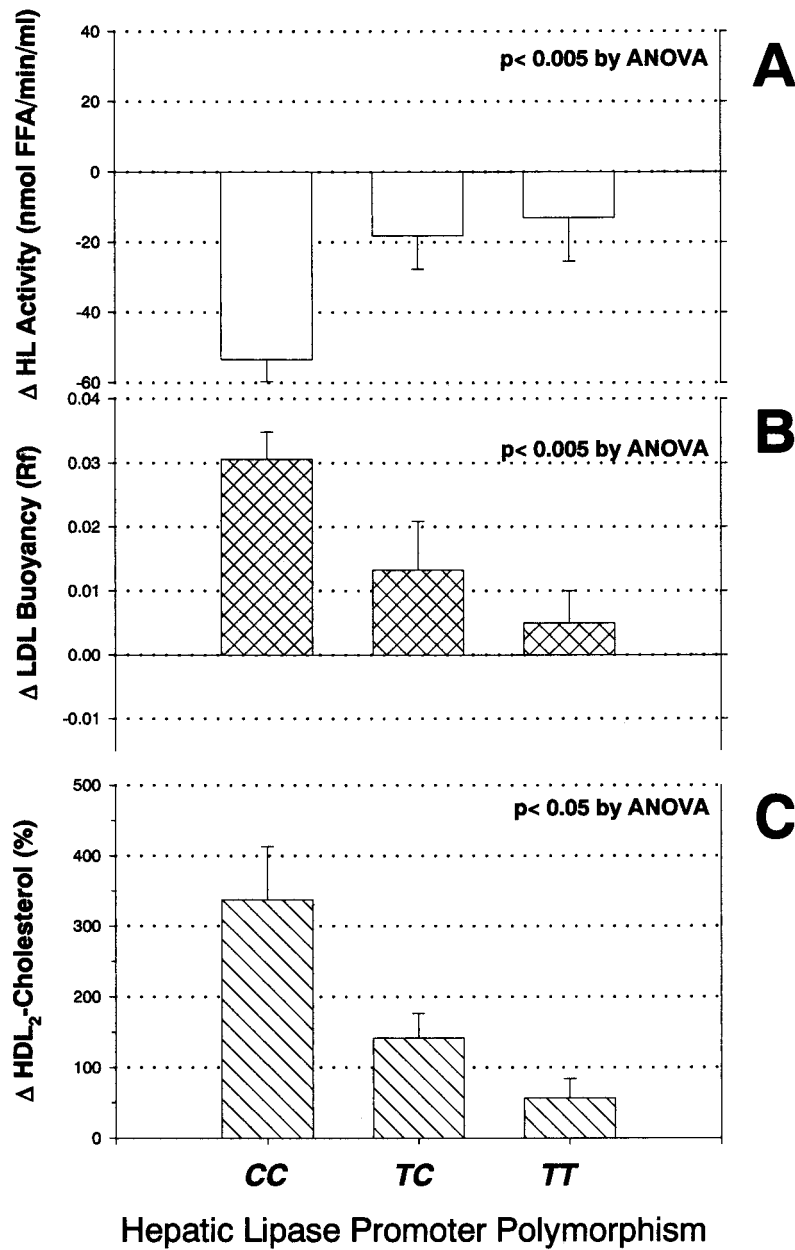 A
Δ HL Activity (nmol FFA/min/ml)
40
20
0
-20
-40
-60
p< 0.005 by ANOVA
B
Δ LDL Buoyancy (Rf)
0.04
0.03
0.02
0.01
0.00
-0.01
p< 0.005 by ANOVA
C
Δ HDL₂-Cholesterol (%)
500
400
300
200
100
0
p< 0.05 by ANOVA
CC TC TT
Hepatic Lipase Promoter Polymorphism